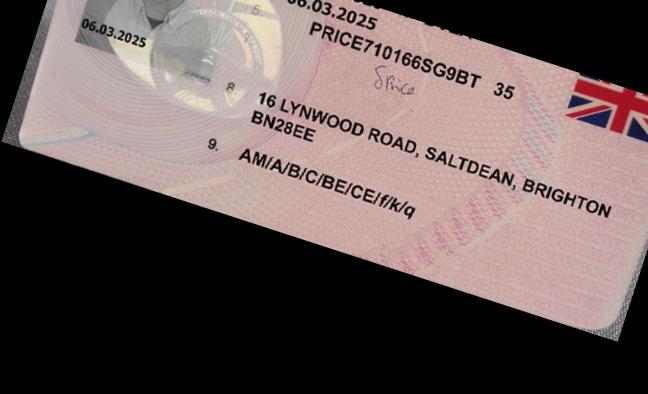 5. 06.03.2025
06.03.2025
PRICE710166SG9BT 35
SPrice
8. 16 LYNWOOD ROAD, SALTDEAN, BRIGHTON
BN28EE
9. AM/A/B/C/BE/CE/f/k/q